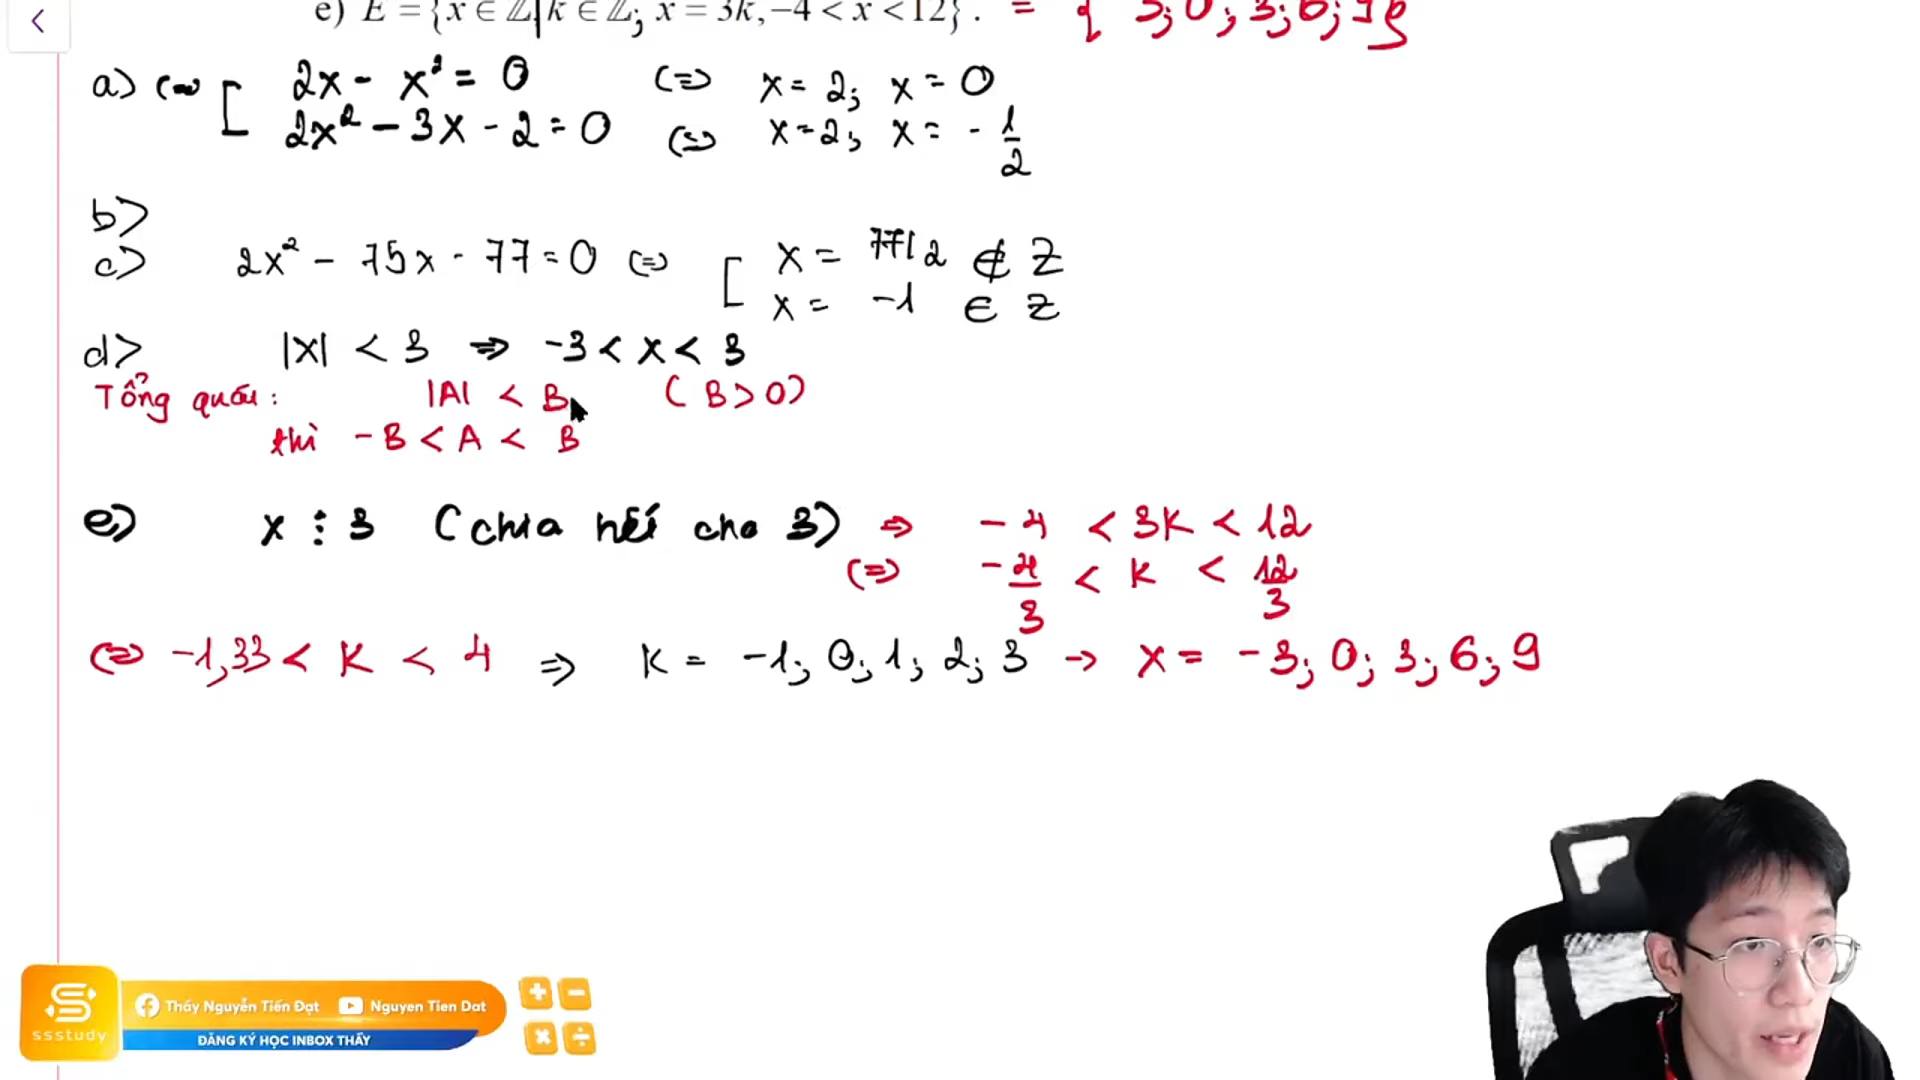 e) E = {x ∈ ℤ | k ∈ ℤ; x = 3k, −4 < x < 12} . = { 3; 0; 3; 6; 9}
a) (=> [ 2x - x² = 0 (=> x = 2; x = 0
2x² - 3x - 2 = 0 (=> x = 2; x = - 1/2
b>
c> 2x² - 75x - 77 = 0 (=> [ x = 77/2 ∉ Z
x = -1 ∈ Z
d> |x| < 3 => -3 < x < 3
Tổng quát: |A| < B (B > 0)
thì -B < A < B
e) x ⋮ 3 (chia hết cho 3) => -4 < 3K < 12
(=> -4/3 < K < 12/3
(=> -1,33 < K < 4 => K = -1; 0; 1; 2; 3 → x = -3; 0; 3; 6; 9
ssstudy
Thầy Nguyễn Tiến Đạt Nguyen Tien Dat
ĐĂNG KÝ HỌC INBOX THẦY